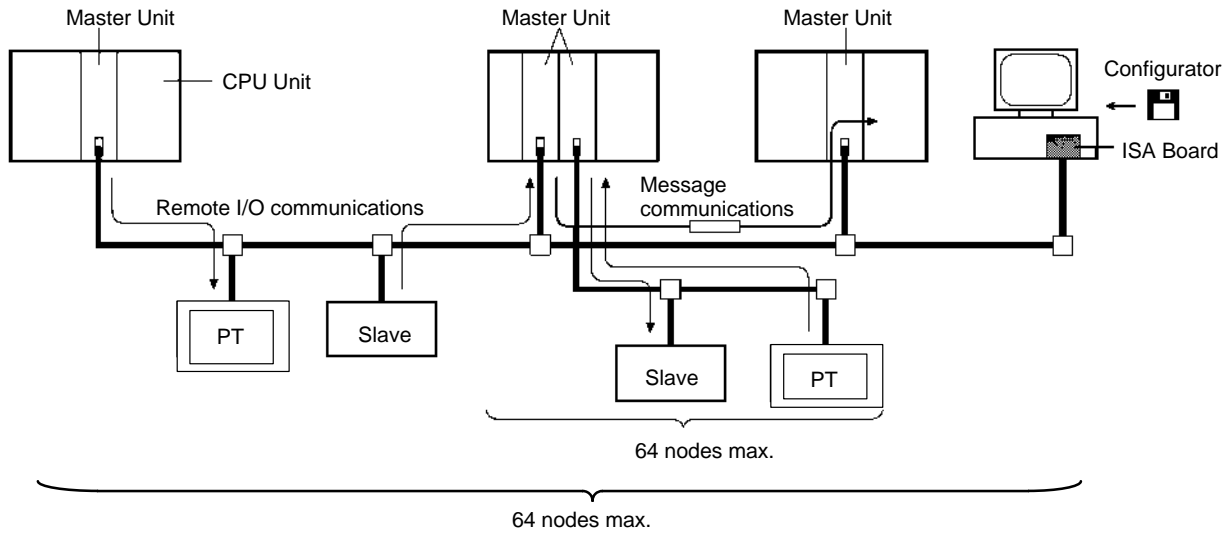 Master Unit
Master Unit
Master Unit
CPU Unit
Configurator
ISA Board
Message
communications
Remote I/O communications
PT
Slave
Slave
PT
64 nodes max.
64 nodes max.